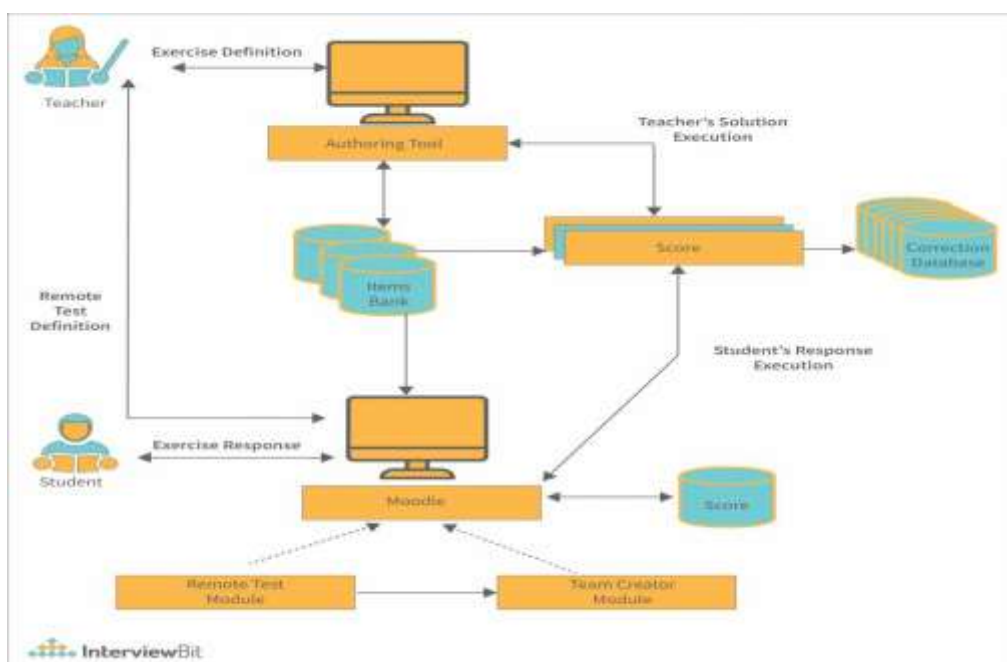 Exercise Definition
Teacher
Authoring Tool
Teacher's Solution
Execution
Score
Correction
Database
Items
Bank
Remote
Test
Definition
Student's Response
Execution
Exercise Response
Student
Moodle
Score
Remote Test
Module
Team Creator
Module
InterviewBit